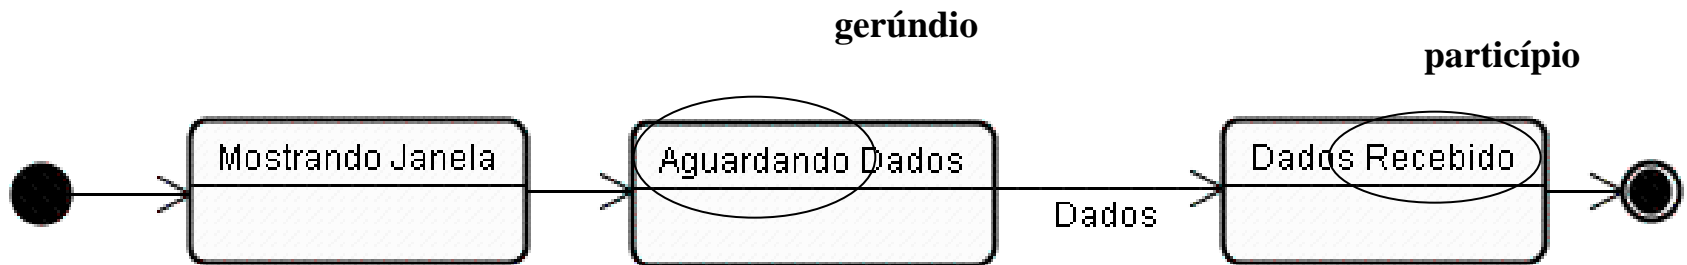 gerúndio
particípio
Mostrando Janela
Aguardando Dados
Dados
Dados Recebido